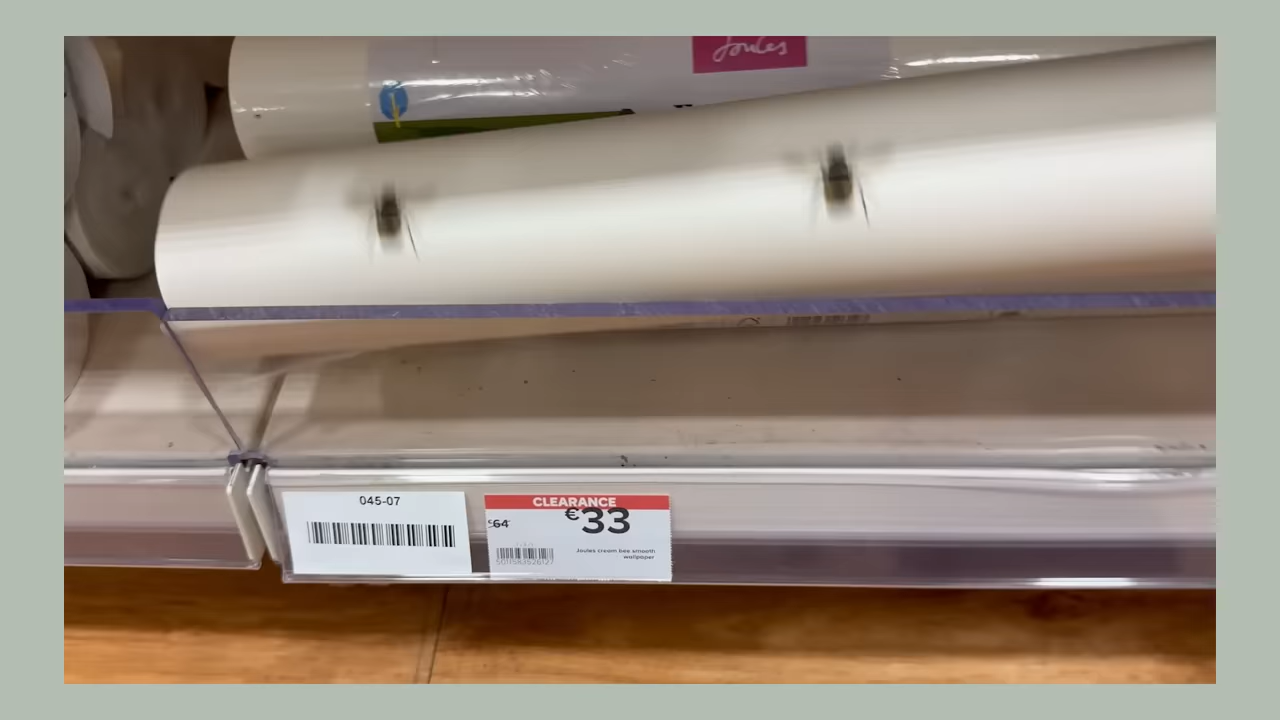 Joules
045-07
CLEARANCE
€64
€33
Joules cream bee smooth
wallpaper